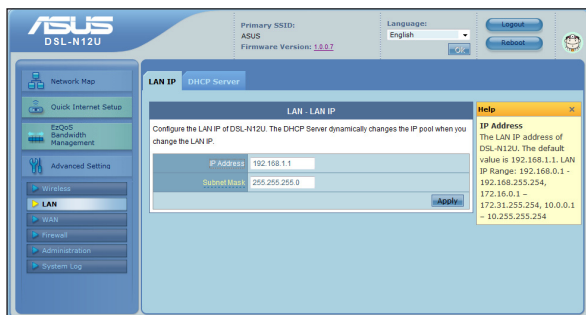 ASUS
DSL-N12U
Primary SSID:
ASUS
Firmware Version: 1.0.0.7
Language:
English
OK
Logout
Reboot
Network Map
Quick Internet Setup
EzQoS
Bandwidth
Management
Advanced Setting
Wireless
LAN
WAN
Firewall
Administration
System Log
LAN IP
DHCP Server
LAN - LAN IP
Configure the LAN IP of DSL-N12U. The DHCP Server dynamically changes the IP pool when you
change the LAN IP.
IP Address 192.168.1.1
Subnet Mask 255.255.255.0
Apply
Help
IP Address
The LAN IP address of
DSL-N12U. The default
value is 192.168.1.1. LAN
IP Range: 192.168.0.1 -
192.168.255.254,
172.16.0.1 –
172.31.255.254, 10.0.0.1
– 10.255.255.254